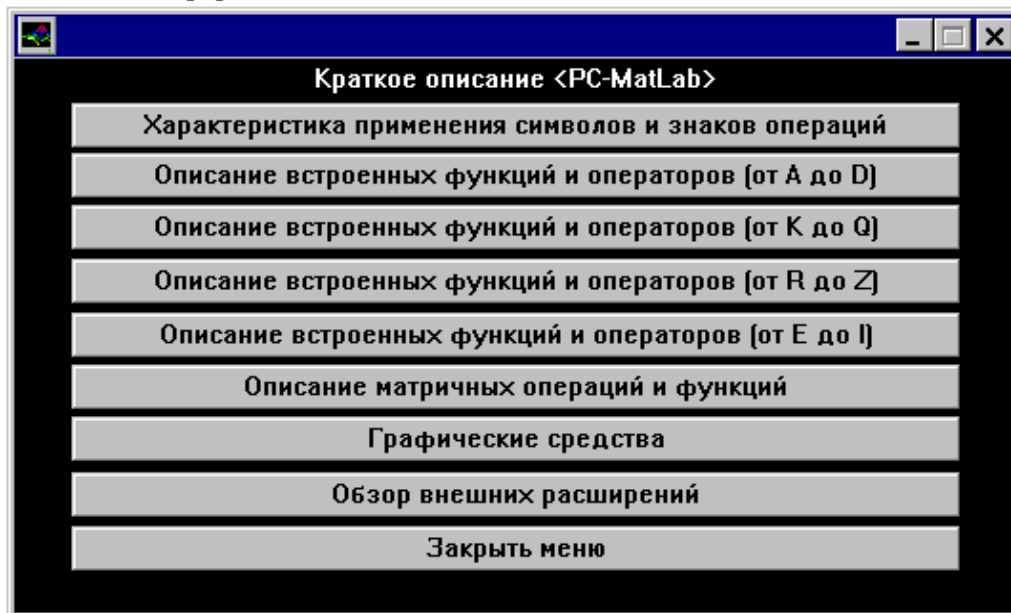 Краткое описание <PC-MatLab>
Характеристика применения символов и знаков операций
Описание встроенных функций и операторов (от A до D)
Описание встроенных функций и операторов (от K до Q)
Описание встроенных функций и операторов (от R до Z)
Описание встроенных функций и операторов (от E до I)
Описание матричных операций и функций
Графические средства
Обзор внешних расширений
Закрыть меню